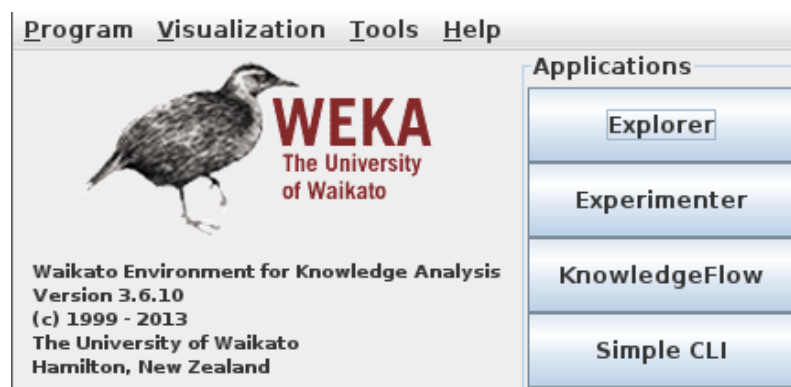 Program Visualization Tools Help
WEKA
The University
of Waikato
Waikato Environment for Knowledge Analysis
Version 3.6.10
(c) 1999 - 2013
The University of Waikato
Hamilton, New Zealand
Applications
Explorer
Experimenter
KnowledgeFlow
Simple CLI